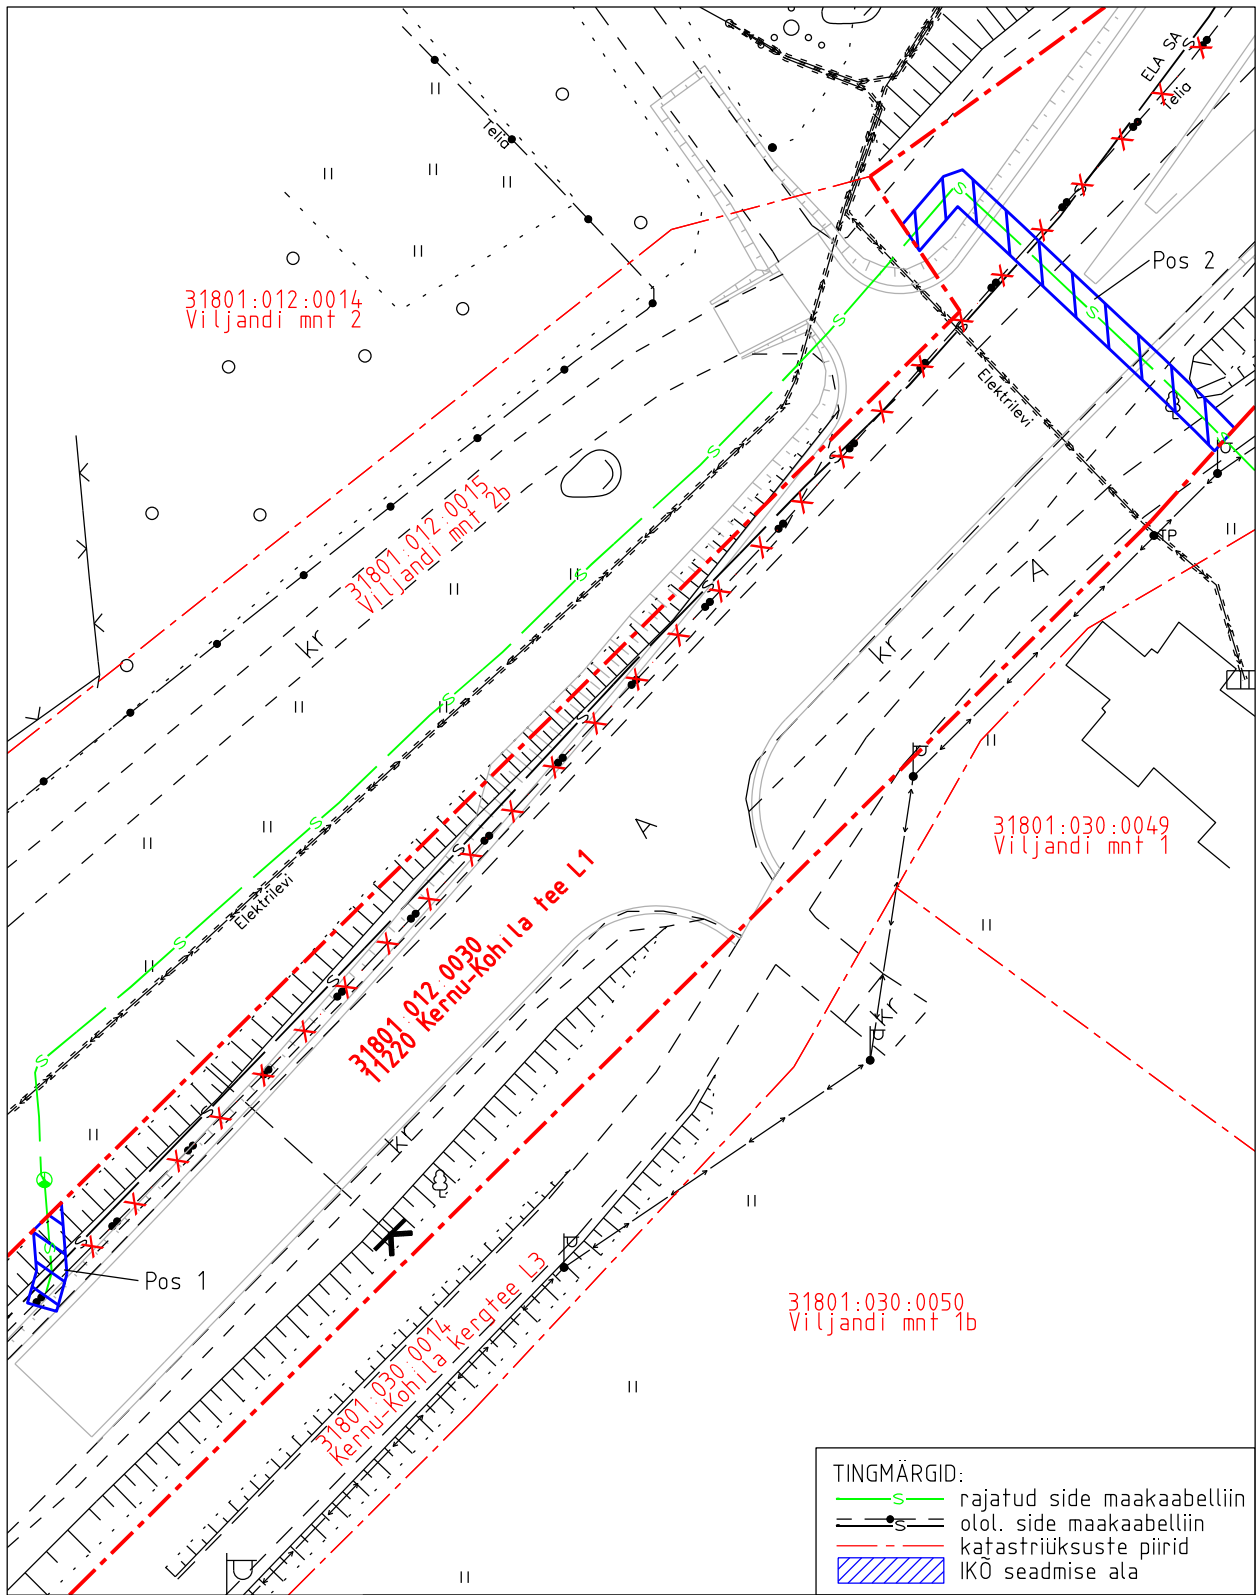 Telia
ELA SA
Telia
Pos 2
31801:012:0014
Viljandi mnt 2
Elektrilevi
31801:012:0015
Viljandi mnt 2b
TP
A
kr
kr
A
31801:030:0049
Viljandi mnt 1
Elektrilevi
31801:012:0030
11220 Kernu-Kohila tee L1
kr
kr
K
Pos 1
31801:030:0014
Kernu-Kohila kergtee L3
31801:030:0050
Viljandi mnt 1b
TINGMÄRGID:
S rajatud side maakaabelliin
S olol. side maakaabelliin
katastriüksuste piirid
IKÕ seadmise ala